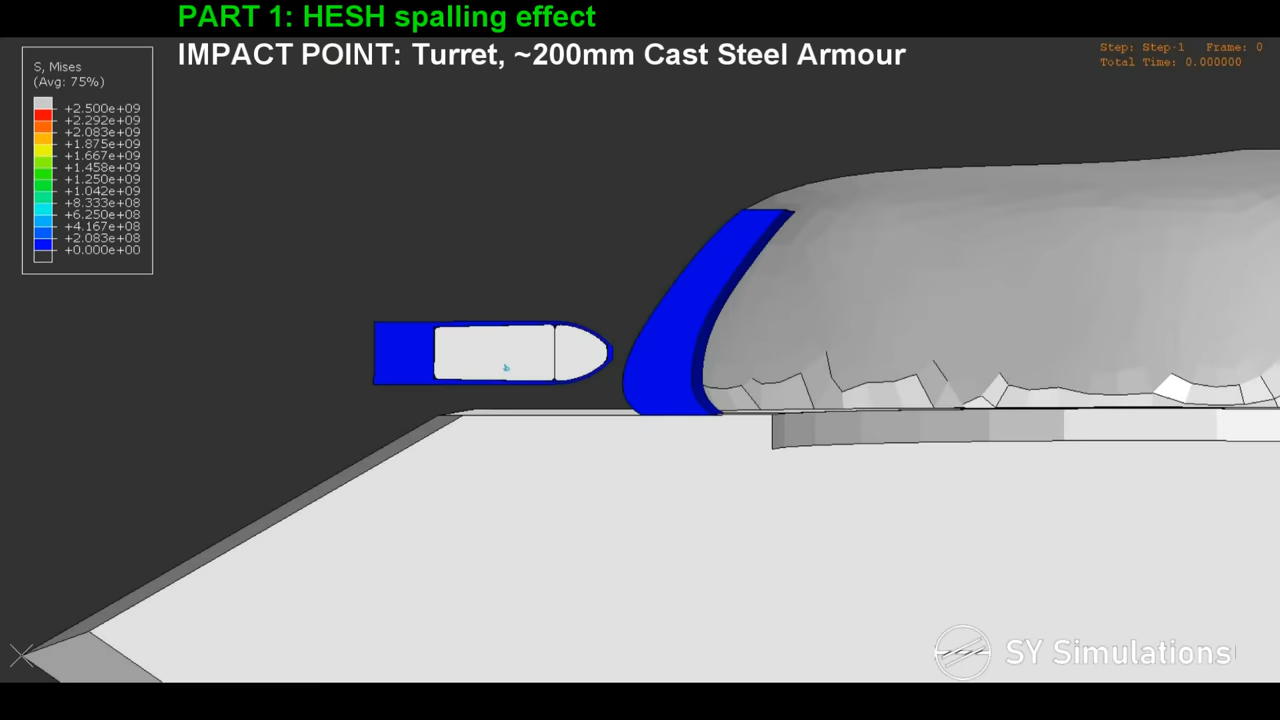 PART 1: HESH spalling effect
IMPACT POINT: Turret, ~200mm Cast Steel Armour
Step: Step-1 Frame: 0
Total Time: 0.000000
S, Mises
(Avg: 75%)
+2.500e+09
+2.292e+09
+2.083e+09
+1.875e+09
+1.667e+09
+1.458e+09
+1.250e+09
+1.042e+09
+8.333e+08
+6.250e+08
+4.167e+08
+2.083e+08
+0.000e+00
SY Simulations